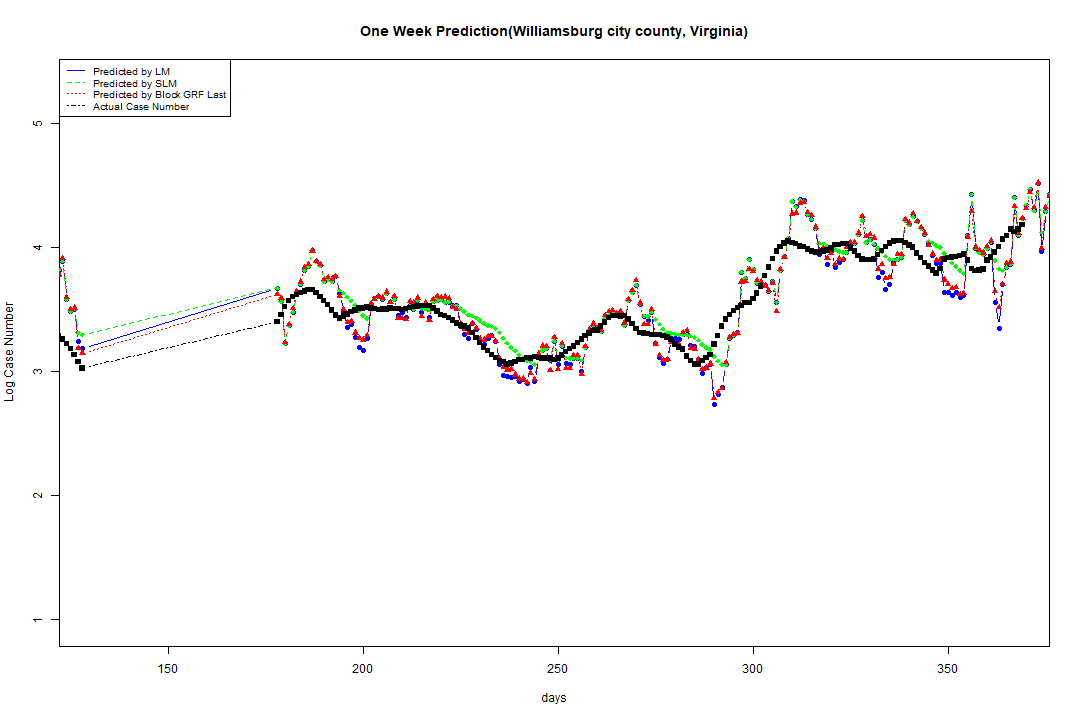 One Week Prediction(Williamsburg city county, Virginia)
Predicted by LM
Predicted by SLM
Predicted by Block GRF Last
Actual Case Number
5
4
3
2
1
Log Case Number
150 200 250 300 350
days